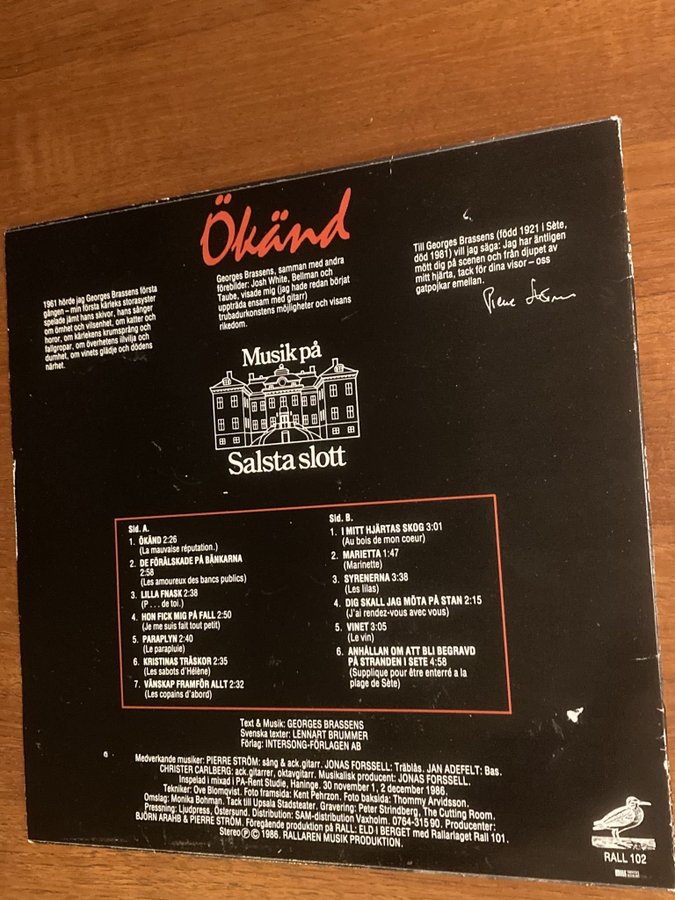 Ökänd
1961 hörde jag Georges Brassens första
gången – min första kärleks storasyster
spelade jämt hans skivor, hans sånger
om ömhet och vilsenhet, om katter och
horor, om kärlekens krumsprång och
fallgropar, om överhetens illvilja och
dumhet, om vinets glädje och dödens
närhet.
Georges Brassens, samman med andra
förebilder: Josh White, Bellman och
Taube, visade mig (jag hade redan börjat
uppträda ensam med gitarr)
trubadurkonstens möjligheter och visans
rikedom.
Till Georges Brassens (född 1921 i Sète,
död 1981) vill jag säga: Jag har äntligen
mött dig på scenen och från djupet av
mitt hjärta, tack för dina visor – oss
gatpojkar emellan.
Pierre Ström
Musik på
Salsta slott
Sid. A.
1. ÖKÄND 2:26
(La mauvaise réputation.)
2. DE FÖRÄLSKADE PÅ BÄNKARNA
2:58
(Les amoureux des bancs publics)
3. LILLA FNASK 2:38
(P . . . de toi.)
4. HON FICK MIG PÅ FALL 2:50
(Je me suis fait tout petit)
5. PARAPLYN 2:40
(Le parapluie)
6. KRISTINAS TRÄSKOR 2:35
(Les sabots d'Hélène)
7. VÄNSKAP FRAMFÖR ALLT 2:32
(Les copains d'abord)
Sid. B.
1. I MITT HJÄRTAS SKOG 3:01
(Au bois de mon coeur)
2. MARIETTA 1:47
(Marinette)
3. SYRENERNA 3:38
(Les lilas)
4. DIG SKALL JAG MÖTA PÅ STAN 2:15
(J'ai rendez-vous avec vous)
5. VINET 3:05
(Le vin)
6. ANHÅLLAN OM ATT BLI BEGRAVD
PÅ STRANDEN I SETE 4:58
(Supplique pour être enterré a la
plage de Sète)
Text & Musik: GEORGES BRASSENS
Svenska texter: LENNART BRUMMER
Förlag: INTERSONG-FÖRLAGEN AB
Medverkande musiker: PIERRE STRÖM: sång & ack.gitarr. JONAS FORSSELL: Träblås. JAN ADEFELT: Bas.
CHRISTER CARLBERG: ack.gitarrer, oktavgitarr. Musikalisk producent: JONAS FORSSELL.
Inspelad i mixad i PA-Rent Studie, Haninge. 30 november 1, 2 december 1986.
Tekniker: Ove Blomqvist. Foto framsida: Kent Pehrzon. Foto baksida: Thommy Arvidsson.
Omslag: Monika Bohman. Tack till Upsala Stadsteater. Gravering: Peter Strindberg, The Cutting Room.
Pressning: Ljudpress, Östersund. Distribution: SAM-distribution Vaxholm. 0764-315 90. Producenter:
BJÖRN ARAHB & PIERRE STRÖM. Föregående produktion på RALL: ELD I BERGET med Rallarlaget Rall 101.
Stereo Ⓟ © 1986. RALLAREN MUSIK PRODUKTION.
RALL 102